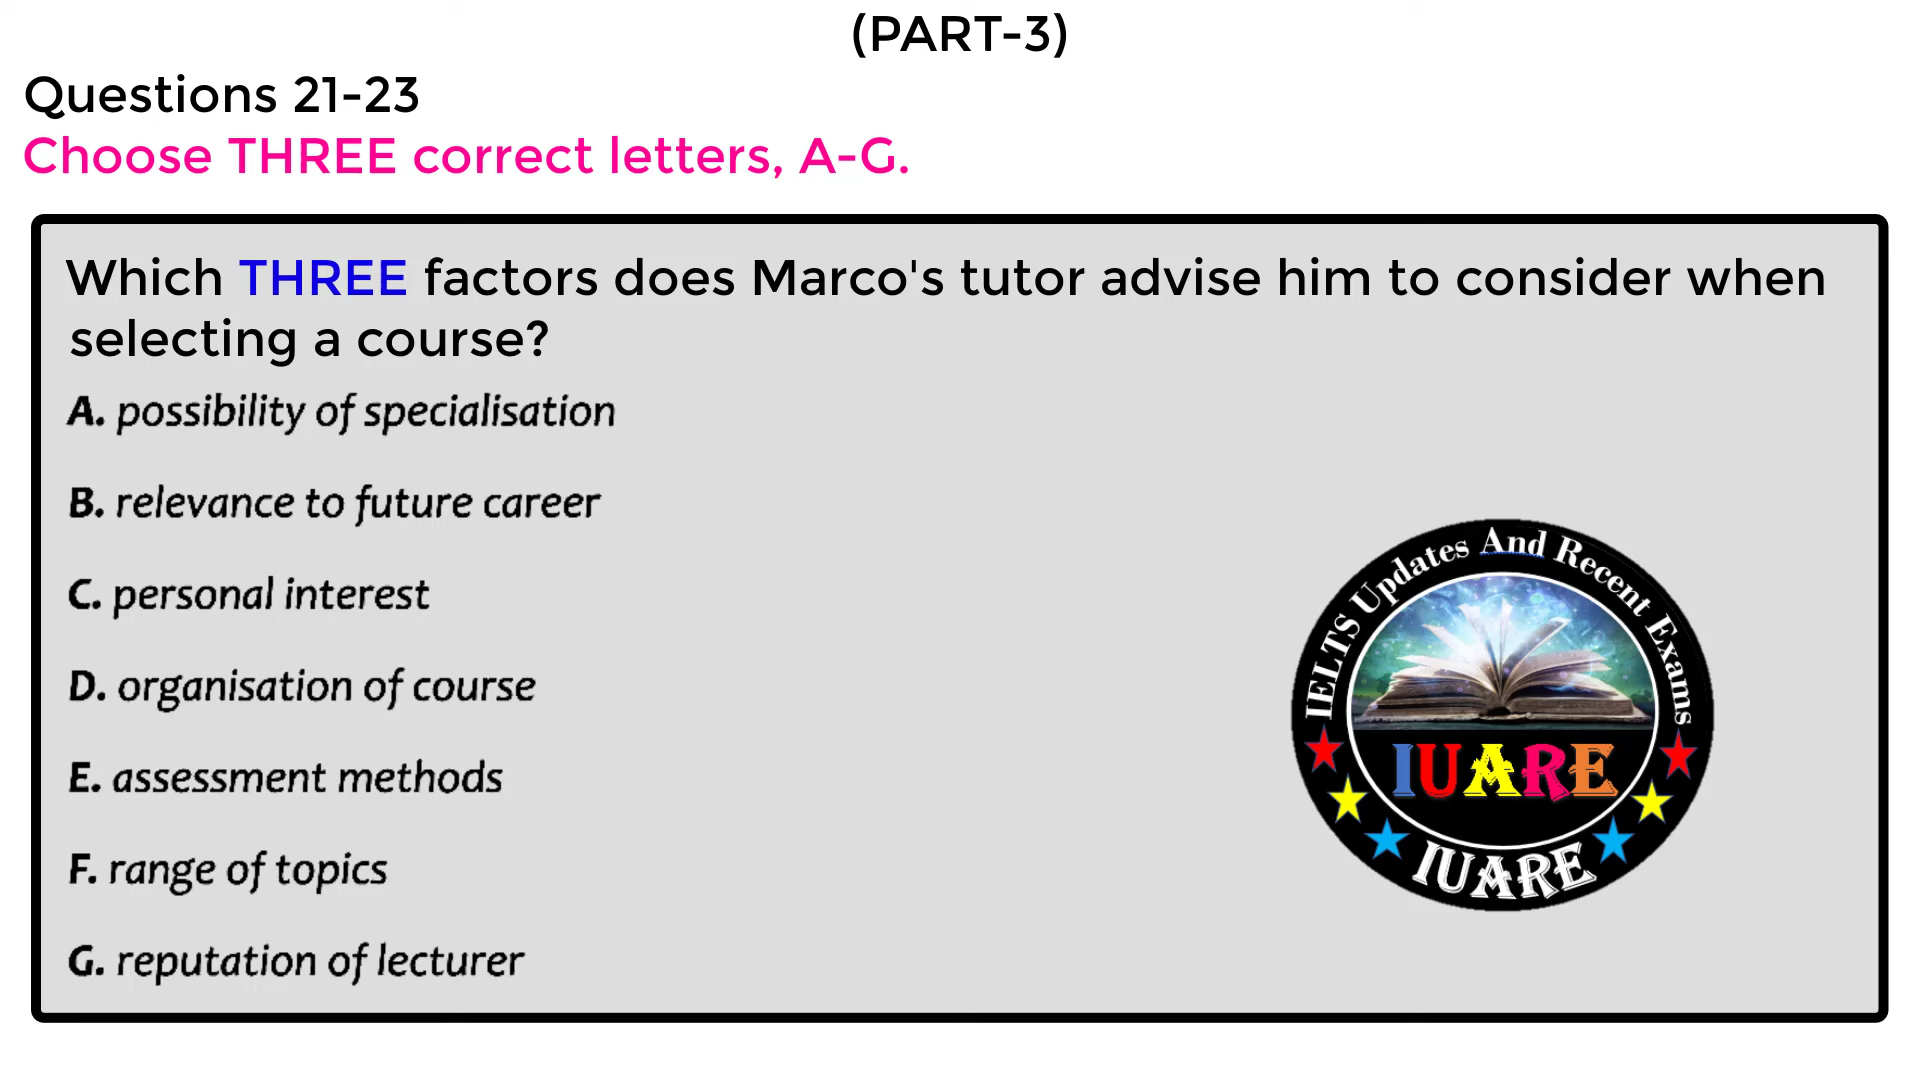 (PART-3)
Questions 21-23
Choose THREE correct letters, A-G.
Which THREE factors does Marco's tutor advise him to consider when
selecting a course?
A. possibility of specialisation
B. relevance to future career
C. personal interest
D. organisation of course
E. assessment methods
F. range of topics
G. reputation of lecturer
IELTS Updates And Recent Exams
IUARE
IUARE